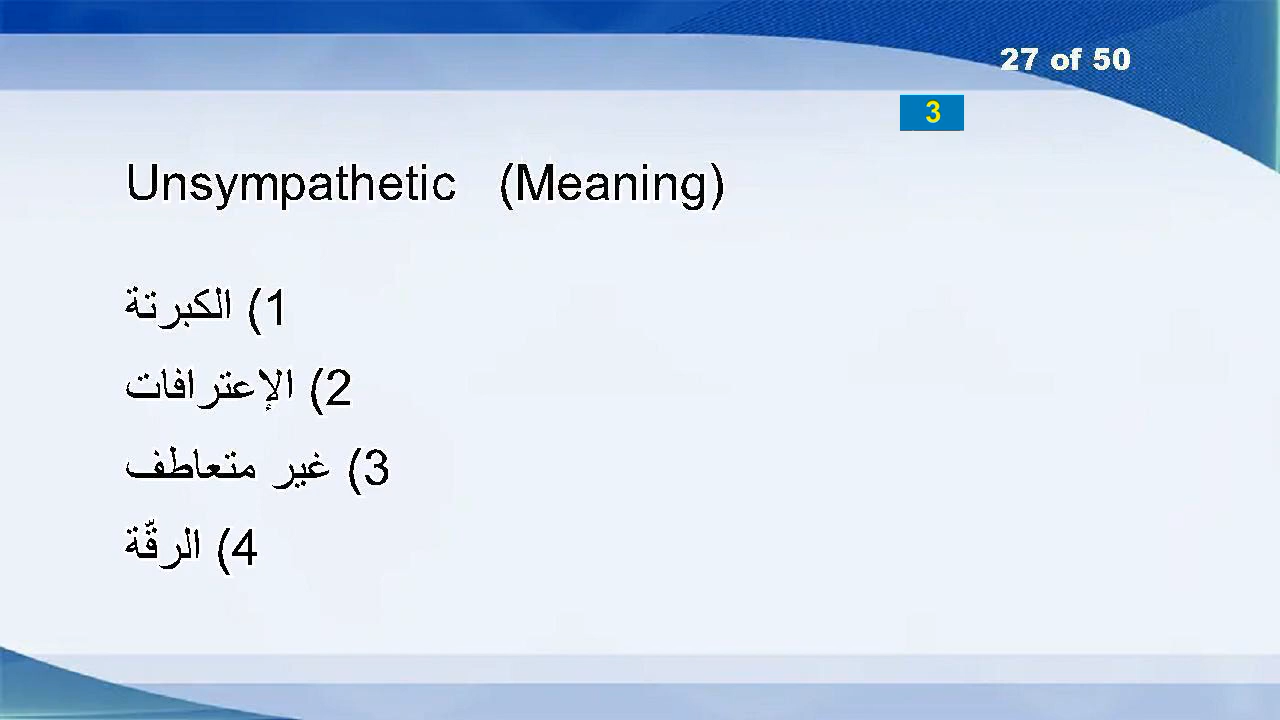 27 of 50
3
Unsympathetic (Meaning)
1) الكبرتة
2) الإعترافات
3) غير متعاطف
4) الرقّة